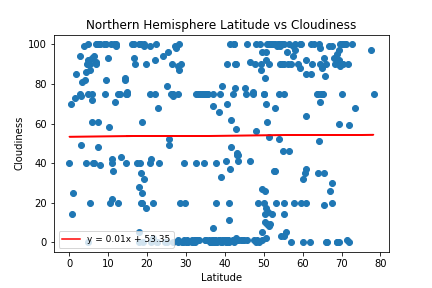 Northern Hemisphere Latitude vs Cloudiness
100
80
60
40
20
0
Cloudiness
y = 0.01x + 53.35
0 10 20 30 40 50 60 70 80
Latitude